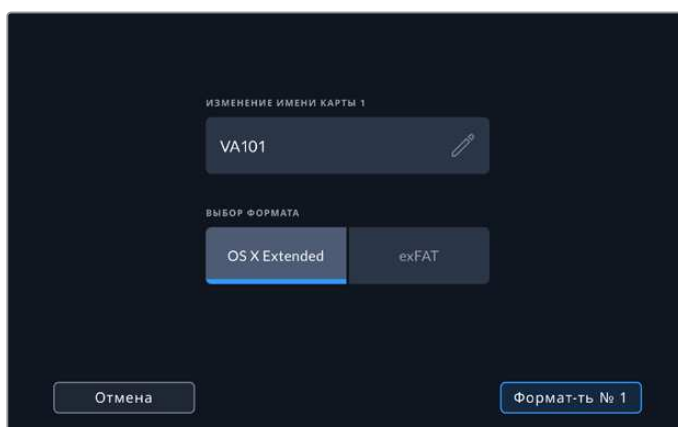 ИЗМЕНЕНИЕ ИМЕНИ КАРТЫ 1
VA101
ВЫБОР ФОРМАТА
OS X Extended
exFAT
Отмена
Формат-ть № 1